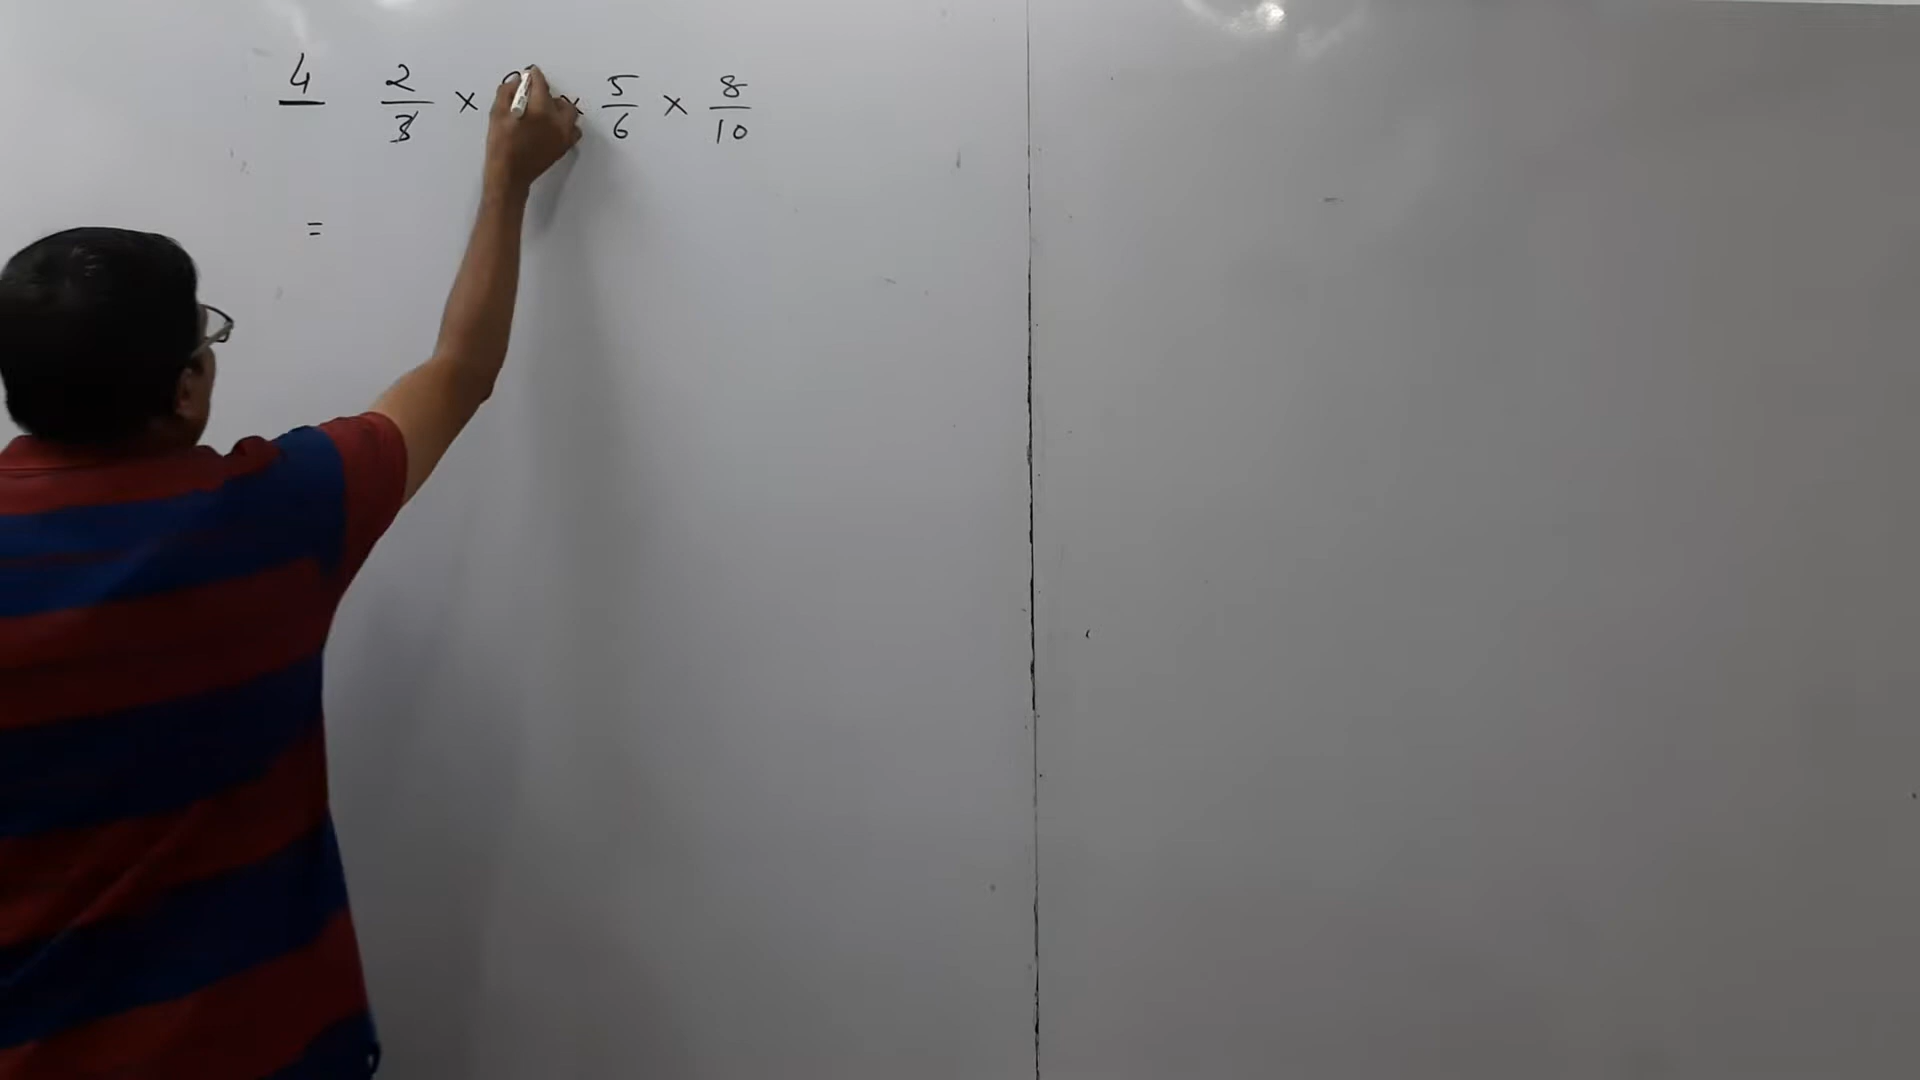 4 2/3 × × 5/6 × 8/10
=